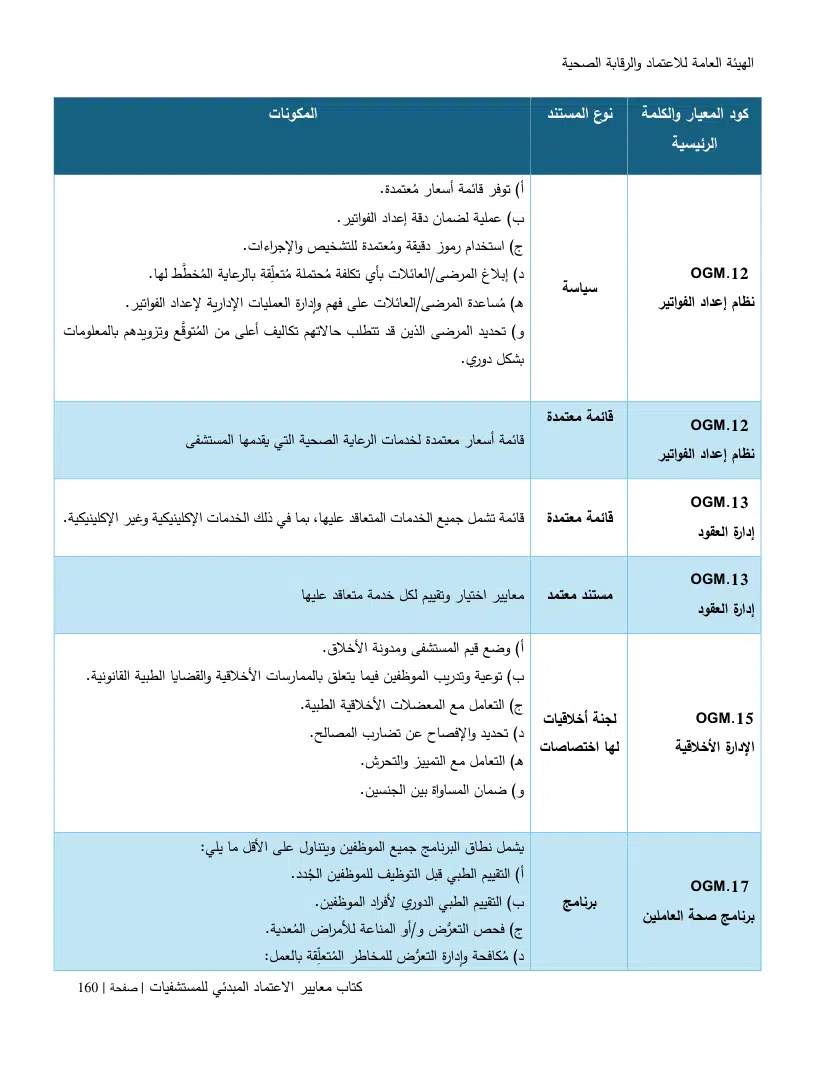 الهيئة العامة للاعتماد والرقابة الصحية
كود المعيار والكلمة
الرئيسية
نوع المستند
المكونات
OGM.12
نظام إعداد الفواتير
سياسة
أ) توفر قائمة أسعار مُعتمدة.
ب) عملية لضمان دقة إعداد الفواتير.
ج) استخدام رموز دقيقة ومُعتمدة للتشخيص والإجراءات.
د) إبلاغ المرضى/العائلات بأي تكلفة مُحتملة مُتعلِّقة بالرعاية المُخطَّط لها.
ه) مُساعدة المرضى/العائلات على فهم وإدارة العمليات الإدارية لإعداد الفواتير.
و) تحديد المرضى الذين قد تتطلب حالاتهم تكاليف أعلى من المُتوقَّع وتزويدهم بالمعلومات
بشكل دوري.
OGM.12
نظام إعداد الفواتير
قائمة معتمدة
قائمة أسعار معتمدة لخدمات الرعاية الصحية التي يقدمها المستشفى
OGM.13
إدارة العقود
قائمة معتمدة
قائمة تشمل جميع الخدمات المتعاقد عليها، بما في ذلك الخدمات الإكلينيكية وغير الإكلينيكية.
OGM.13
إدارة العقود
مستند معتمد
معايير اختيار وتقييم لكل خدمة متعاقد عليها
OGM.15
الإدارة الأخلاقية
لجنة أخلاقيات
لها اختصاصات
أ) وضع قيم المستشفى ومدونة الأخلاق.
ب) توعية وتدريب الموظفين فيما يتعلق بالممارسات الأخلاقية والقضايا الطبية القانونية.
ج) التعامل مع المعضلات الأخلاقية الطبية.
د) تحديد والإفصاح عن تضارب المصالح.
ه) التعامل مع التمييز والتحرش.
و) ضمان المساواة بين الجنسين.
OGM.17
برنامج صحة العاملين
برنامج
يشمل نطاق البرنامج جميع الموظفين ويتناول على الأقل ما يلي:
أ) التقييم الطبي قبل التوظيف للموظفين الجُدد.
ب) التقييم الطبي الدوري لأفراد الموظفين.
ج) فحص التعرُّض و/أو المناعة للأمراض المُعدية.
د) مُكافحة وإدارة التعرُّض للمخاطر المُتعلِّقة بالعمل:
كتاب معايير الاعتماد المبدئي للمستشفيات | صفحة | 160